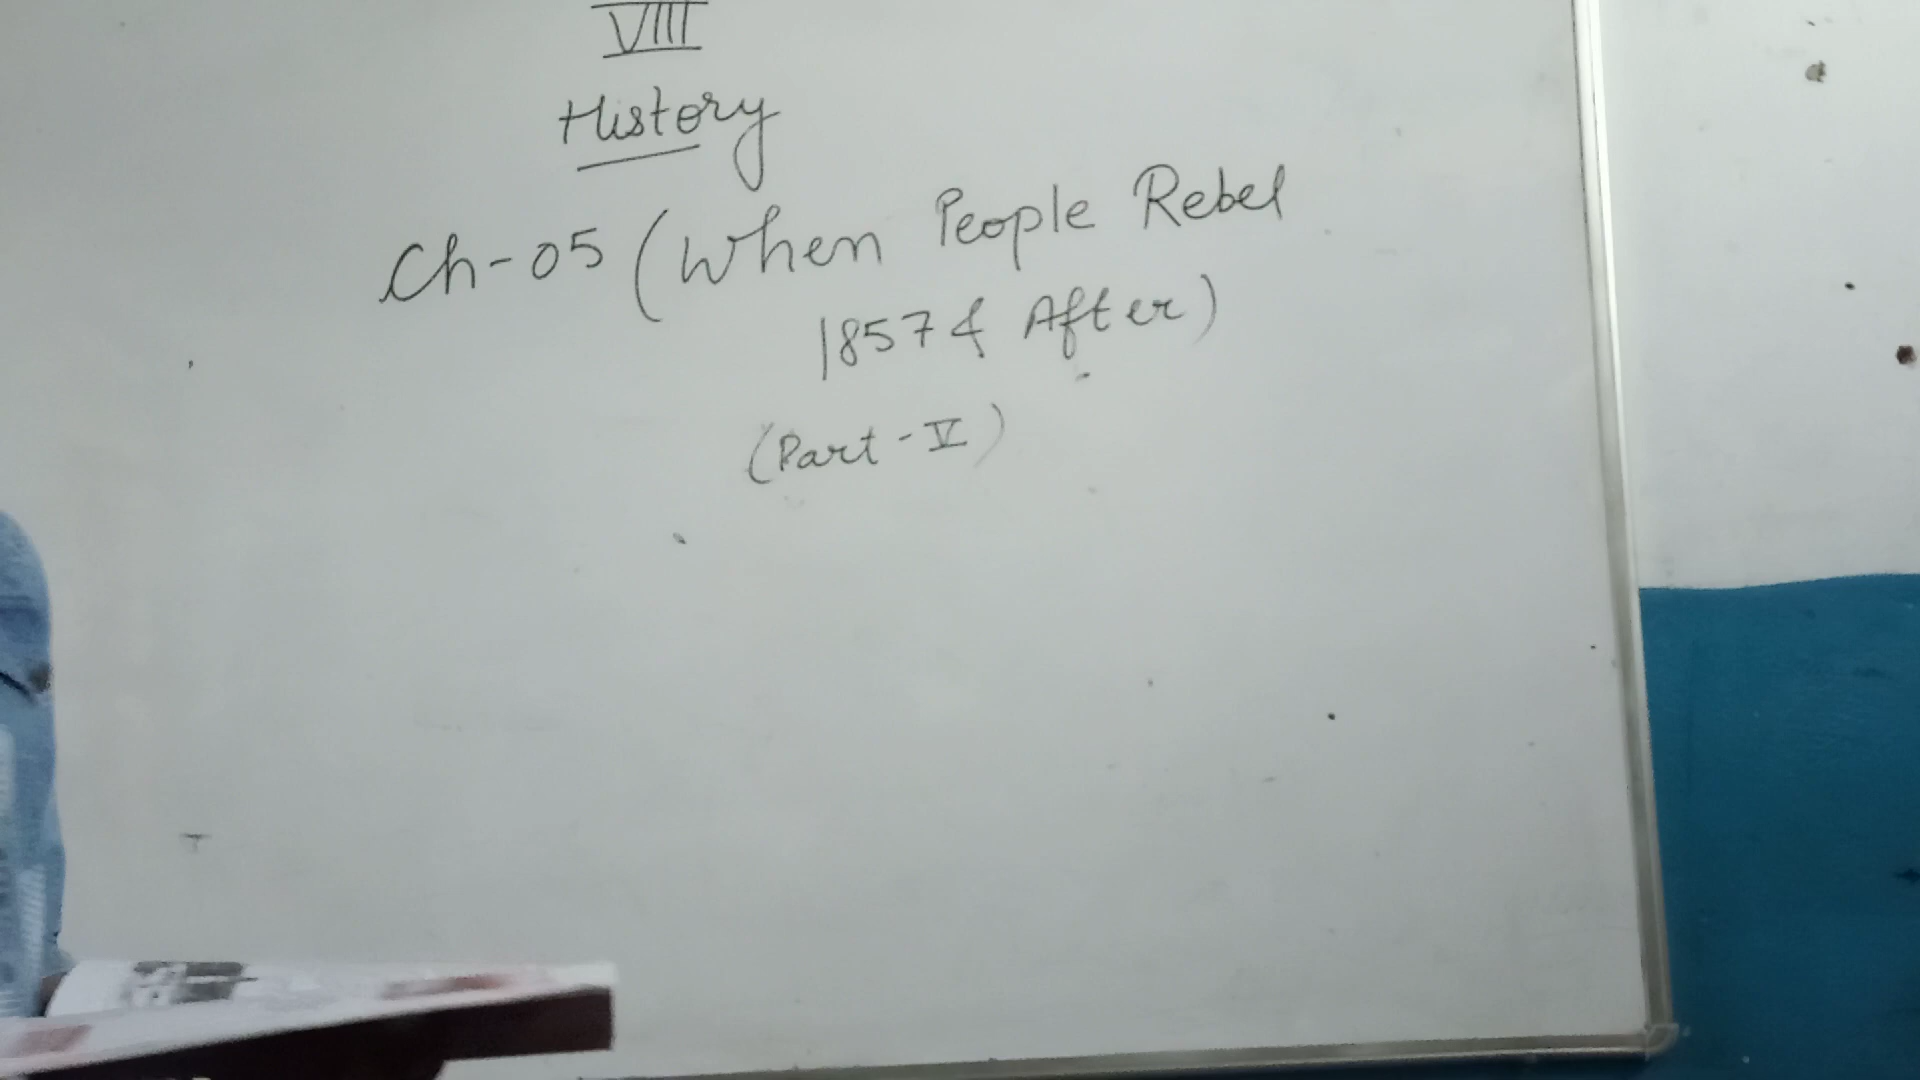 VIII
History
Ch-05 (When People Rebel
1857 & After)
(Part-V)